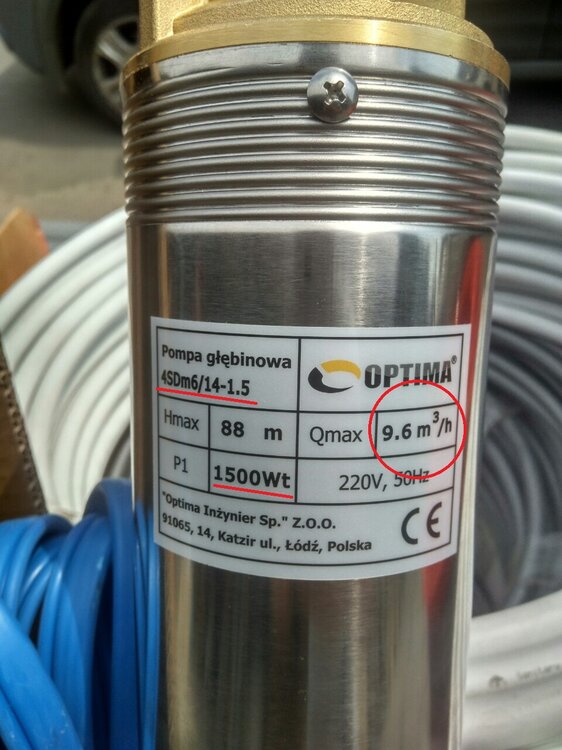 Pompa głębinowa
4SDm6/14-1.5
OPTIMA®
Hmax 88 m Qmax 9.6 m³/h
P1 1500Wt 220V, 50Hz
"Optima Inżynier Sp." Z.O.O.
91065, 14, Katzir ul., Łódź, Polska
CE